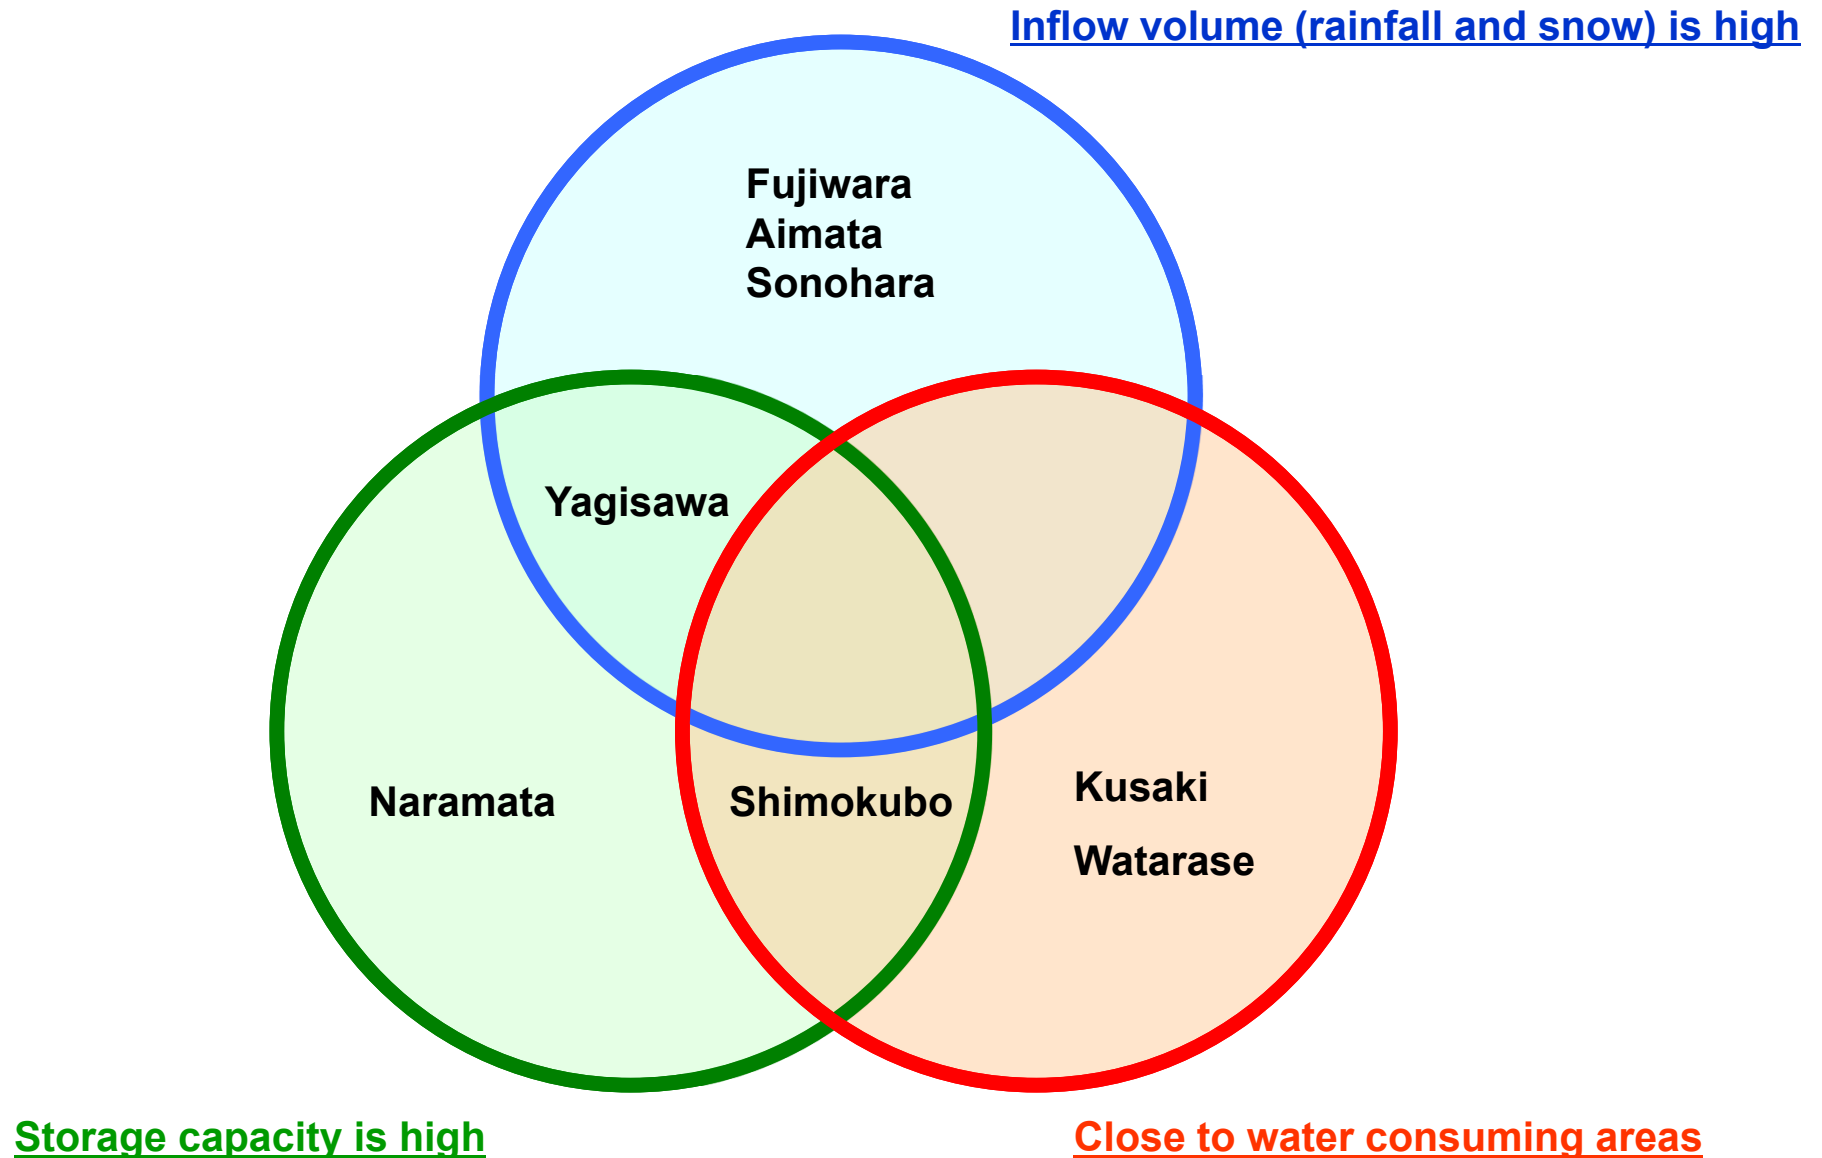 Inflow volume (rainfall and snow) is high
Fujiwara
Aimata
Sonohara
Yagisawa
Naramata
Shimokubo
Kusaki
Watarase
Storage capacity is high
Close to water consuming areas